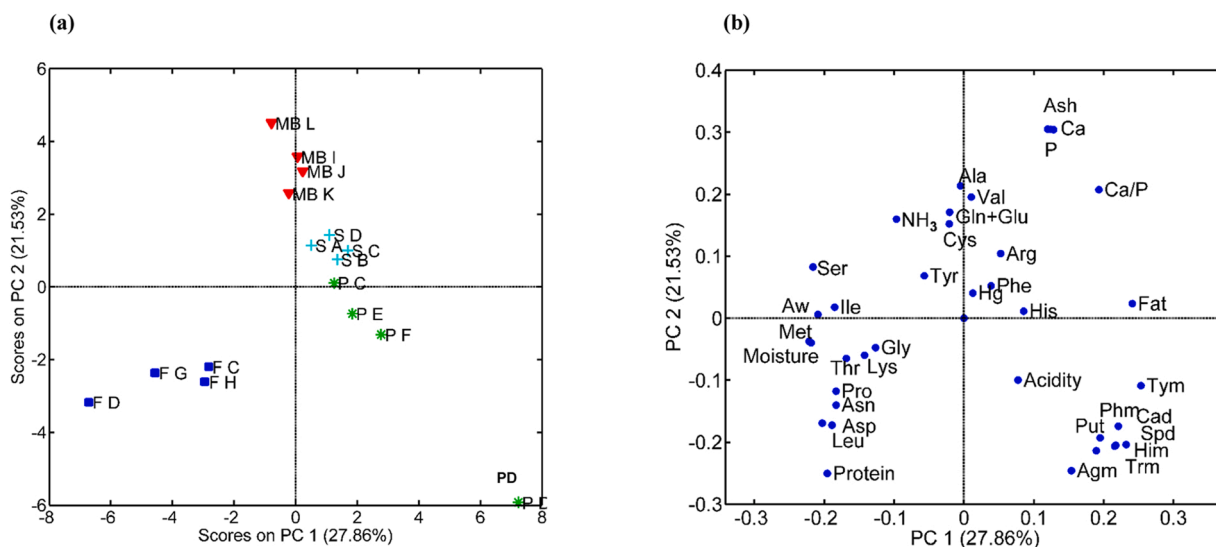 (a)
6
4
2
0
-2
-4
-6
-8
-6
-4
-2
0
2
4
6
8
Scores on PC 2 (21.53%)
Scores on PC 1 (27.86%)
MB L
MB I
MB J
MB K
S D
S A
S C
S B
P C
P E
P F
F C
F G
F H
F D
PD
(b)
0.4
0.3
0.2
0.1
0
-0.1
-0.2
-0.3
-0.3
-0.2
-0.1
0
0.1
0.2
0.3
PC 2 (21.53%)
PC 1 (27.86%)
Ash
Ca
P
Ala
Val
Ca/P
NH3
Gln+Glu
Cys
Arg
Ser
Tyr
Phe
Hg
Aw
Ile
His
Fat
Met
Moisture
Gly
Thr
Lys
Acidity
Tym
Pro
Asn
Asp
Leu
Phm
Cad
Put
Spd
Him
Protein
Agm
Trm